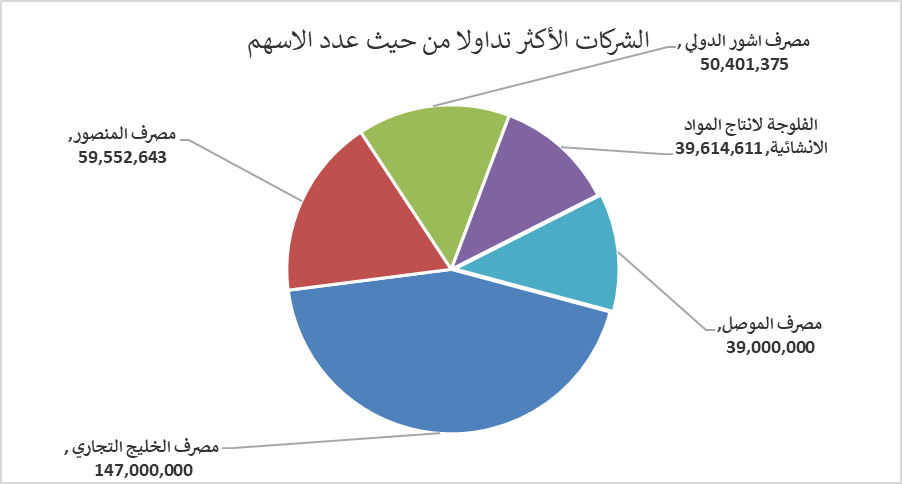 الشركات الأكثر تداولا من حيث عدد الاسهم
مصرف اشور الدولي ,
50,401,375
الفلوجة لانتاج المواد
الانشائية, 39,614,611
مصرف المنصور,
59,552,643
مصرف الموصل,
39,000,000
مصرف الخليج التجاري ,
147,000,000